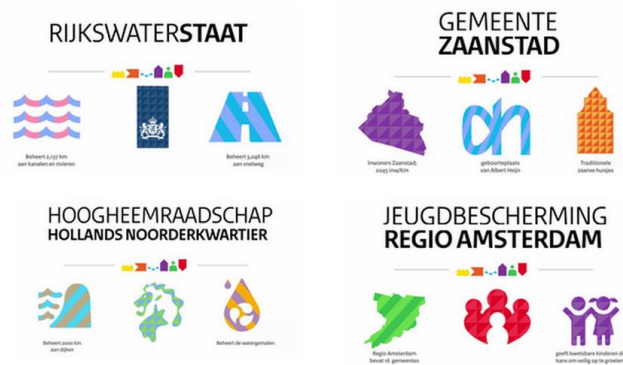 RIJKSWATERSTAAT
Beheert 2,137 km
aan kanalen en rivieren
Beheert 3,048 km
aan snelweg
GEMEENTE
ZAANSTAD
Inwoners Zaanstad:
2045 inw/Km
geboorteplaats
van Albert Heijn
Traditionele
zaanse huisjes
HOOGHEEMRAADSCHAP
HOLLANDS NOORDERKWARTIER
Beheert 2000 km
aan dijken
Beheert de watergemalen
JEUGDBESCHERMING
REGIO AMSTERDAM
Regio Amsterdam
bevat 16 gemeentes
geeft kwetsbare kinderen de
kans om veilig op te groeien